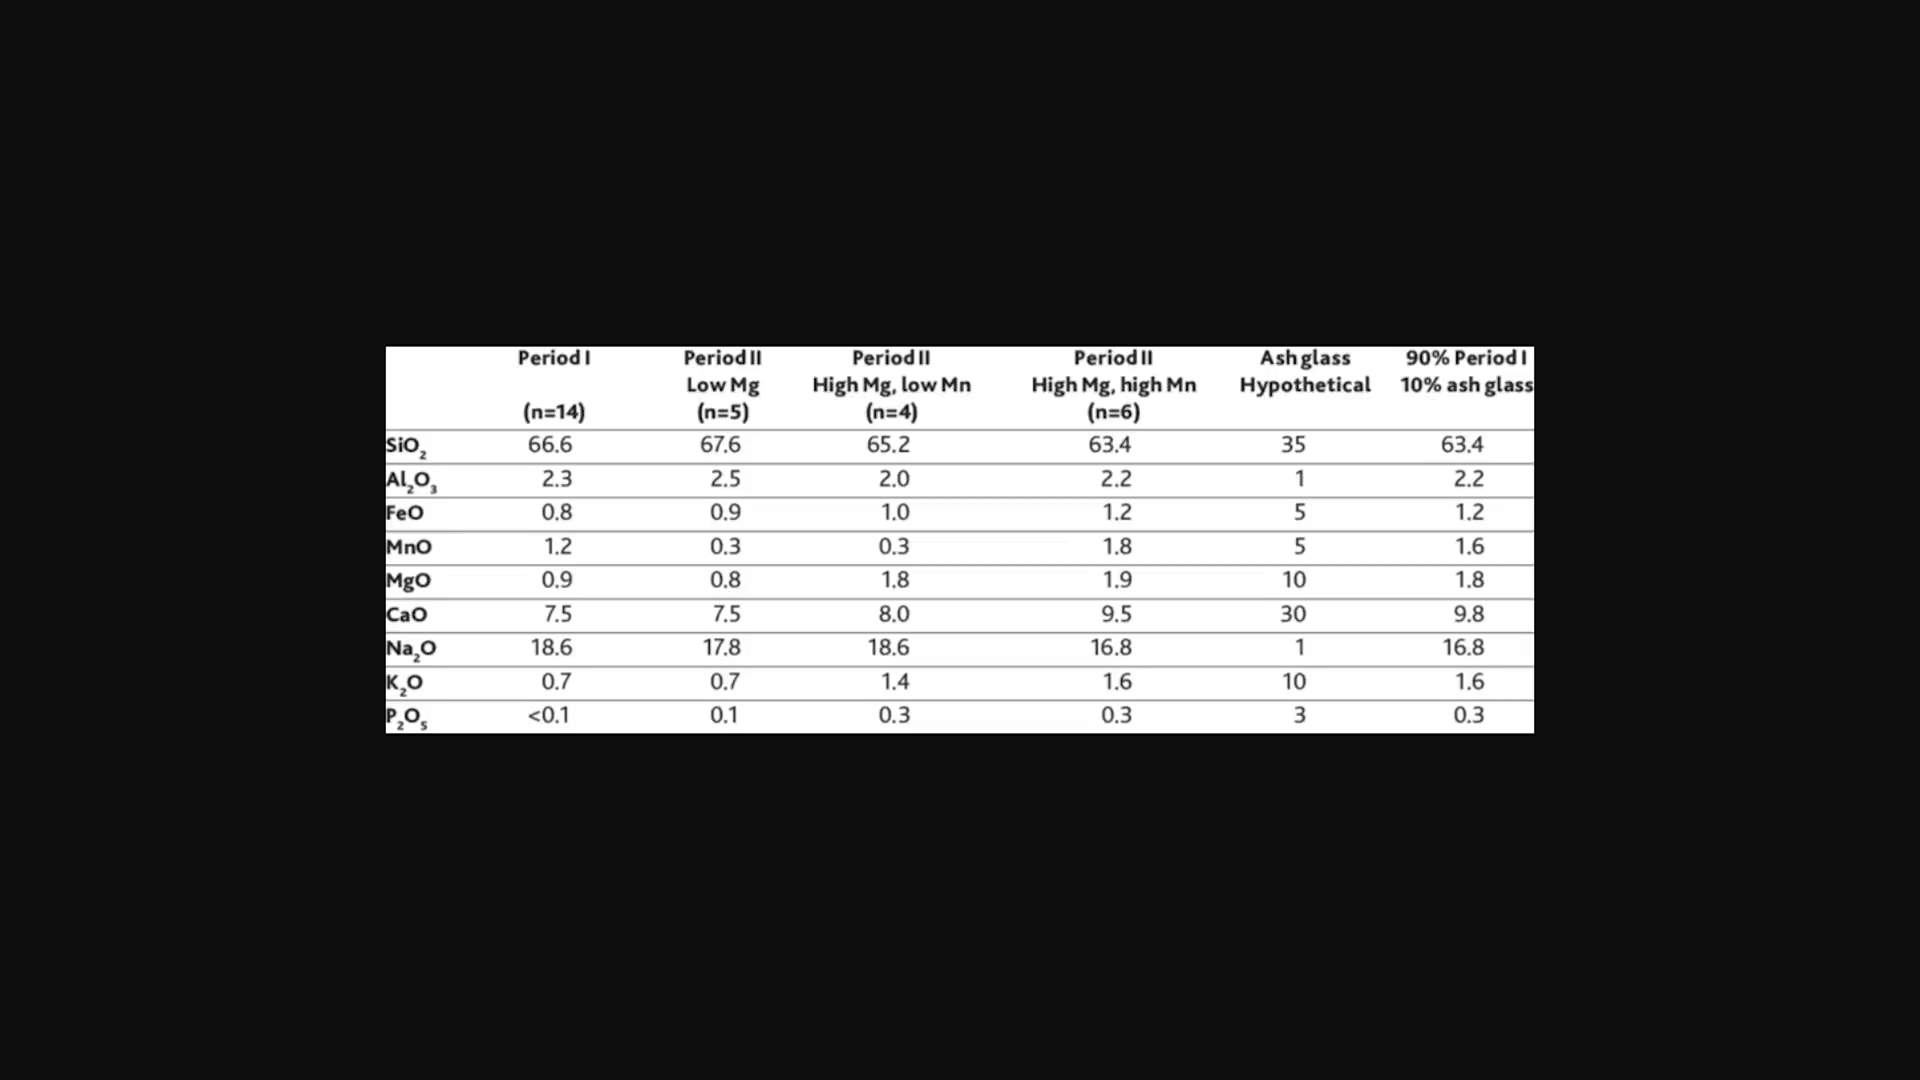 Period I Period II Period II Period II Ash glass 90% Period I
Low Mg High Mg, low Mn High Mg, high Mn Hypothetical 10% ash glass
(n=14) (n=5) (n=4) (n=6)
SiO₂ 66.6 67.6 65.2 63.4 35 63.4
Al₂O₃ 2.3 2.5 2.0 2.2 1 2.2
FeO 0.8 0.9 1.0 1.2 5 1.2
MnO 1.2 0.3 0.3 1.8 5 1.6
MgO 0.9 0.8 1.8 1.9 10 1.8
CaO 7.5 7.5 8.0 9.5 30 9.8
Na₂O 18.6 17.8 18.6 16.8 1 16.8
K₂O 0.7 0.7 1.4 1.6 10 1.6
P₂O₅ <0.1 0.1 0.3 0.3 3 0.3